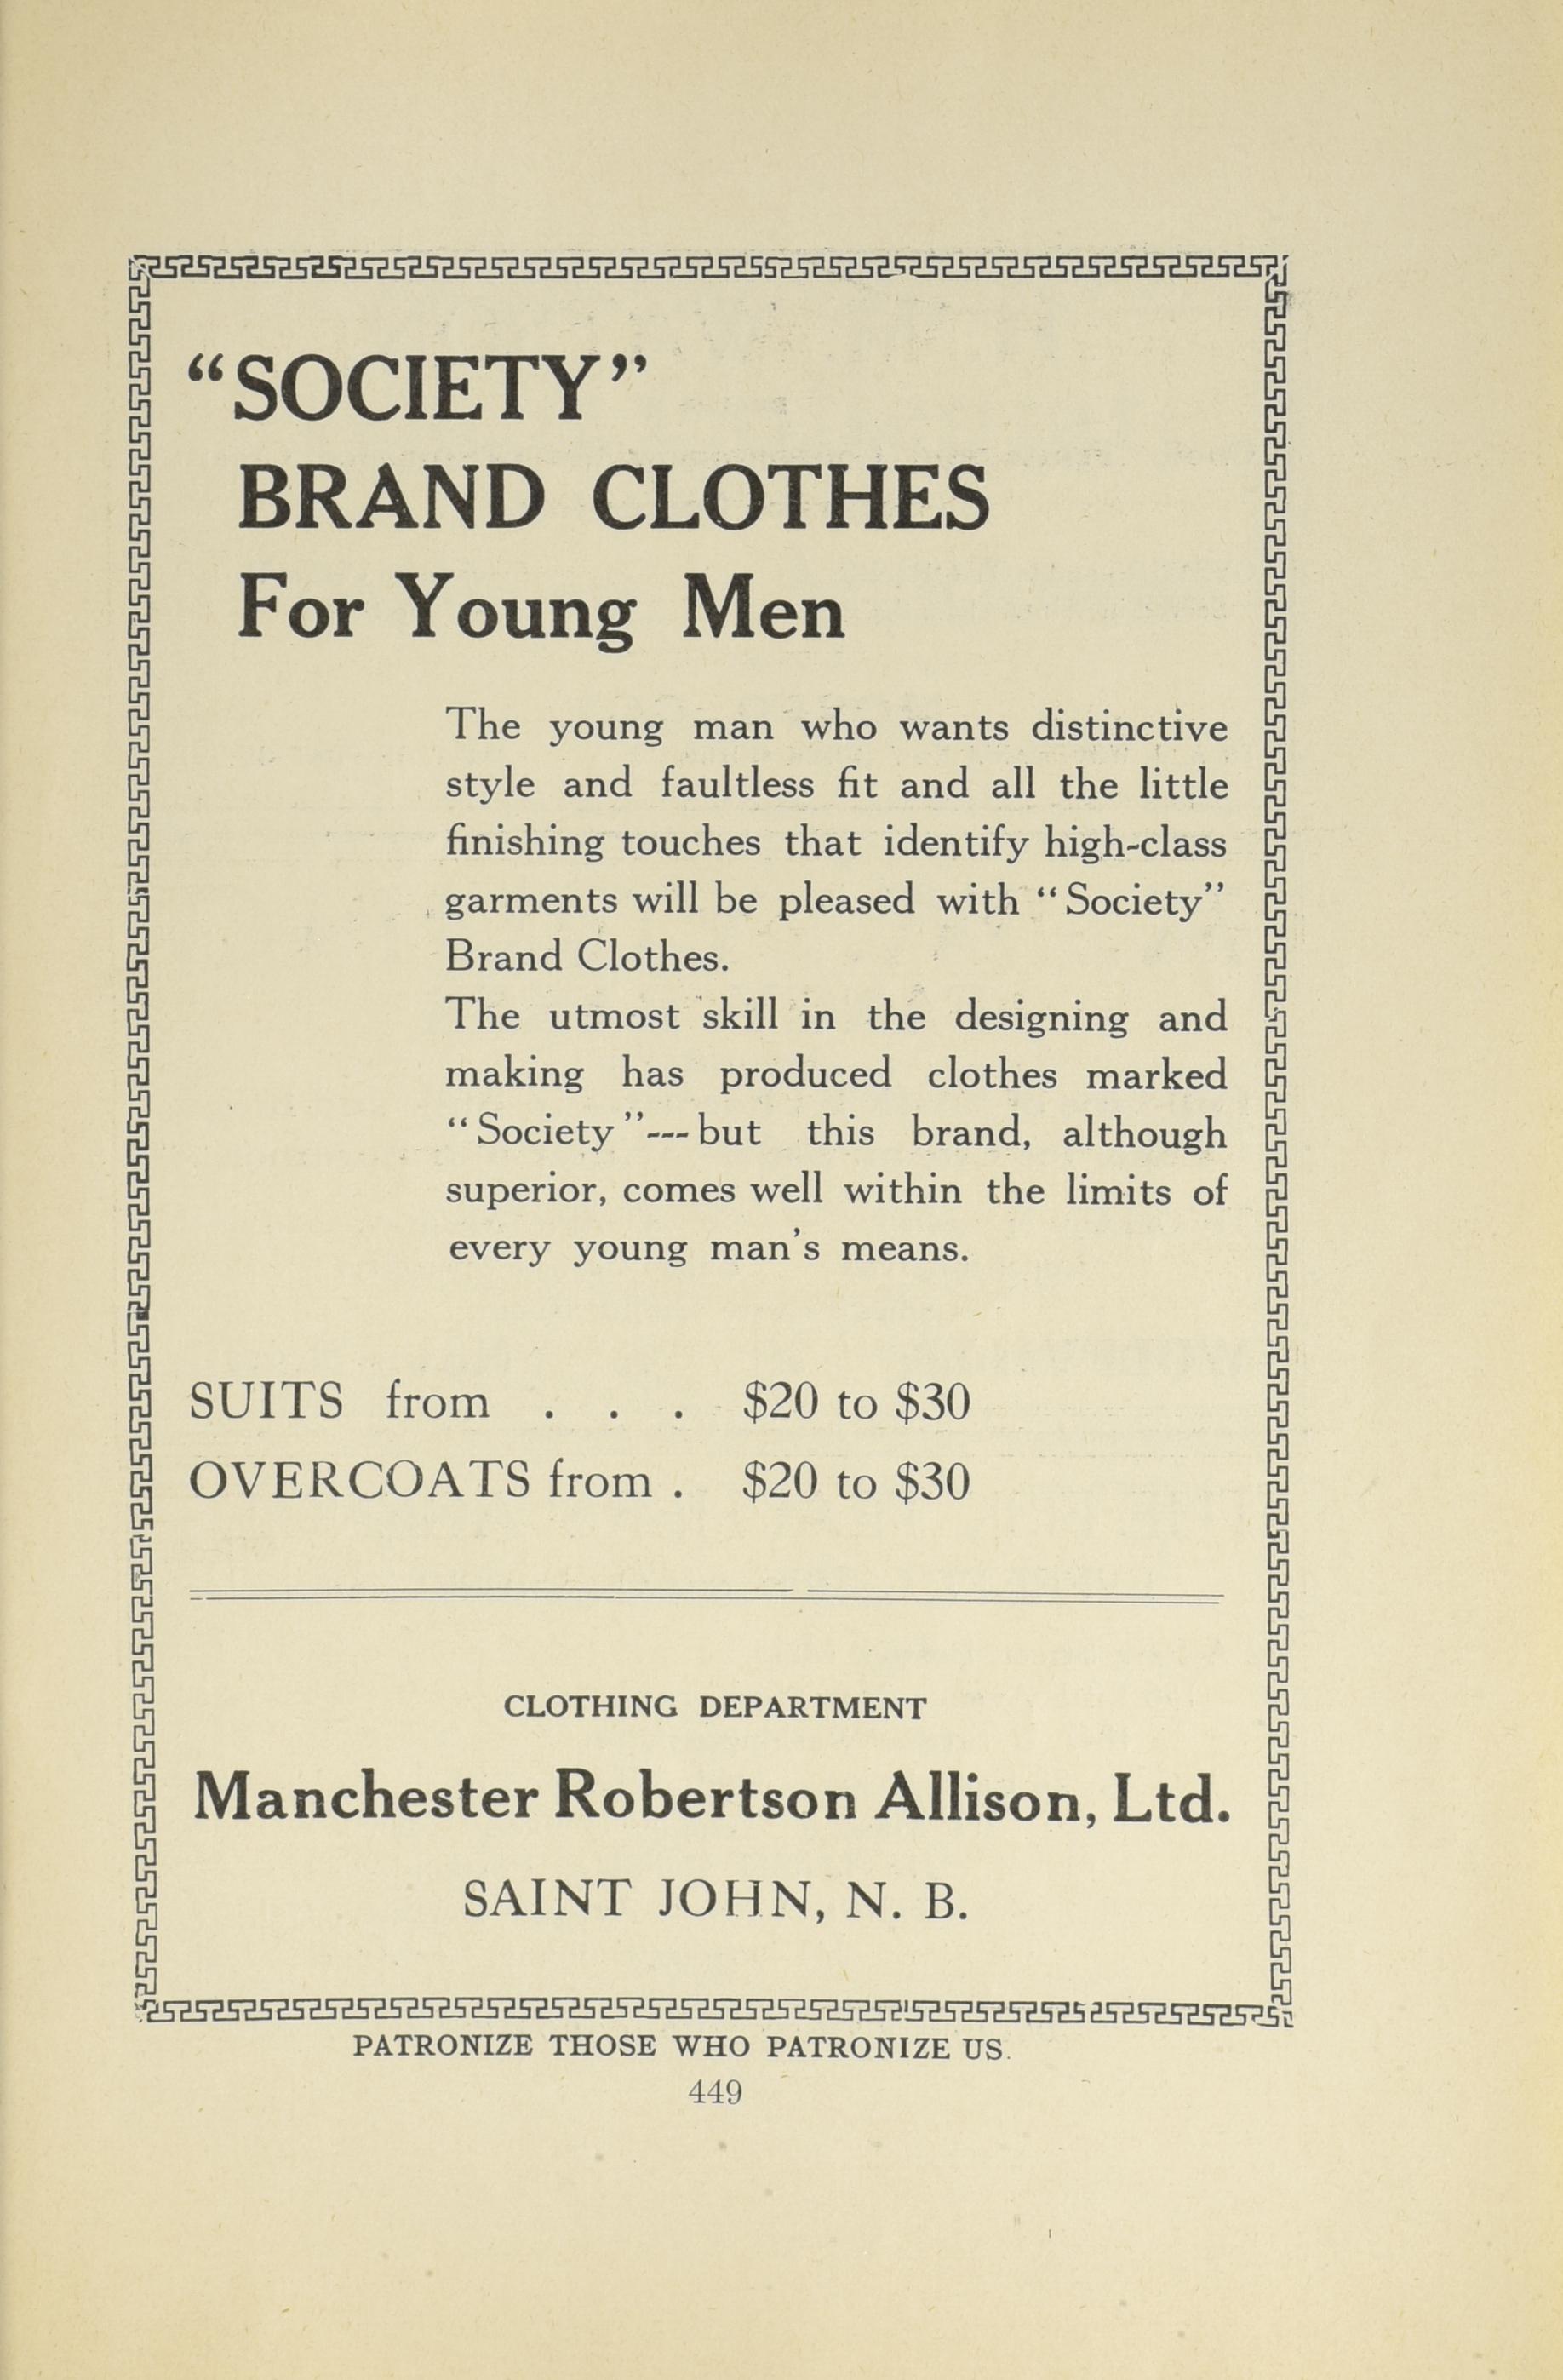 “SOCIETY”
BRAND CLOTHES
For Young Men
The young man who wants distinctive
style and faultless fit and all the little
finishing touches that identify high-class
garments will be pleased with “Society”
Brand Clothes.
The utmost skill in the designing and
making has produced clothes marked
“Society”---but this brand, although
superior, comes well within the limits of
every young man's means.
SUITS from . . . $20 to $30
OVERCOATS from . $20 to $30
CLOTHING DEPARTMENT
Manchester Robertson Allison, Ltd.
SAINT JOHN, N. B.
PATRONIZE THOSE WHO PATRONIZE US.
449